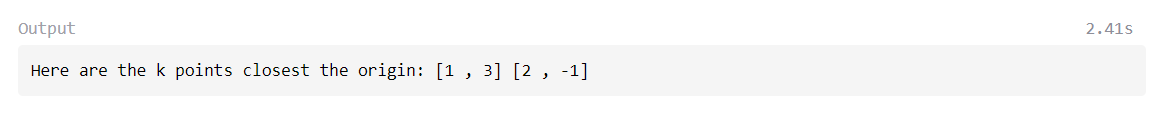 Output 2.41s
Here are the k points closest the origin: [1 , 3] [2 , -1]